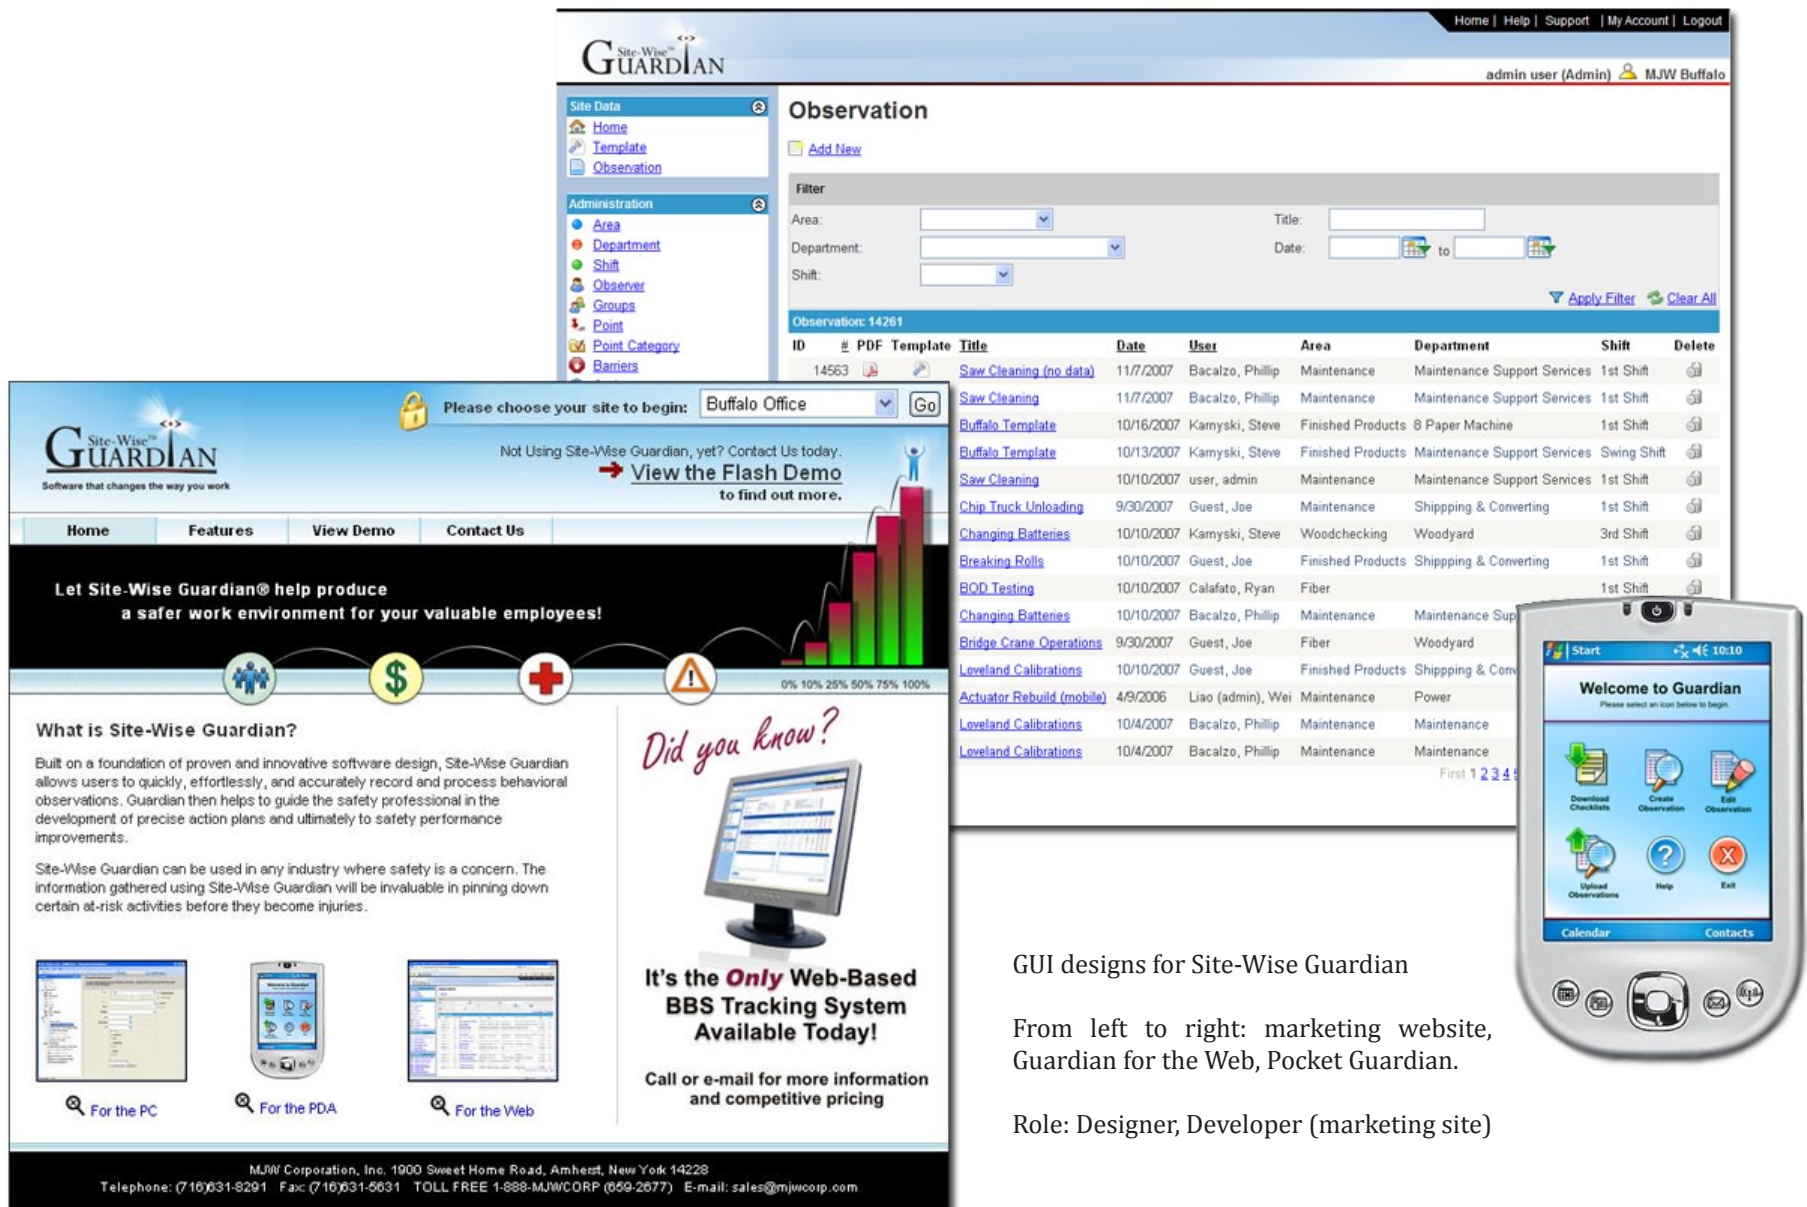 Home | Help | Support | My Account | Logout
Site-Wise™
GUARDIAN
admin user (Admin) MJW Buffalo
Site Data
Home
Template
Observation
Administration
Area
Department
Shift
Observer
Groups
Point
Point Category
Barriers
Observation
Add New
Filter
Area:
Title:
Department:
Date:
to
Shift:
Apply Filter Clear All
Observation: 14261
ID # PDF Template Title Date User Area Department Shift Delete
14563 Saw Cleaning (no data) 11/7/2007 Bacalzo, Phillip Maintenance Maintenance Support Services 1st Shift
Saw Cleaning 11/7/2007 Bacalzo, Phillip Maintenance Maintenance Support Services 1st Shift
Buffalo Template 10/16/2007 Kamyski, Steve Finished Products 8 Paper Machine 1st Shift
Buffalo Template 10/13/2007 Kamyski, Steve Finished Products Maintenance Support Services Swing Shift
Saw Cleaning 10/10/2007 user, admin Maintenance Maintenance Support Services 1st Shift
Chip Truck Unloading 9/30/2007 Guest, Joe Maintenance Shippping & Converting 1st Shift
Changing Batteries 10/10/2007 Kamyski, Steve Woodchecking Woodyard 3rd Shift
Breaking Rolls 10/10/2007 Guest, Joe Finished Products Shippping & Converting 1st Shift
BOD Testing 10/10/2007 Calafato, Ryan Fiber 1st Shift
Changing Batteries 10/10/2007 Bacalzo, Phillip Maintenance Maintenance Sup
Bridge Crane Operations 9/30/2007 Guest, Joe Fiber Woodyard
Loveland Calibrations 10/10/2007 Guest, Joe Finished Products Shippping & Conv
Actuator Rebuild (mobile) 4/9/2006 Liao (admin), Wei Maintenance Power
Loveland Calibrations 10/4/2007 Bacalzo, Phillip Maintenance Maintenance
Loveland Calibrations 10/4/2007 Bacalzo, Phillip Maintenance Maintenance
First 1 2 3 4
Site-Wise™
GUARDIAN
Software that changes the way you work
Please choose your site to begin: Buffalo Office Go
Not Using Site-Wise Guardian, yet? Contact Us today.
View the Flash Demo
to find out more.
Home Features View Demo Contact Us
Let Site-Wise Guardian® help produce
a safer work environment for your valuable employees!
$
0% 10% 25% 50% 75% 100%
What is Site-Wise Guardian?
Built on a foundation of proven and innovative software design, Site-Wise Guardian
allows users to quickly, effortlessly, and accurately record and process behavioral
observations. Guardian then helps to guide the safety professional in the
development of precise action plans and ultimately to safety performance
improvements.
Site-Wise Guardian can be used in any industry where safety is a concern. The
information gathered using Site-Wise Guardian will be invaluable in pinning down
certain at-risk activities before they become injuries.
For the PC
For the PDA
For the Web
Did you know?
It's the Only Web-Based
BBS Tracking System
Available Today!
Call or e-mail for more information
and competitive pricing
MJW Corporation, Inc. 1900 Sweet Home Road, Amherst, New York 14228
Telephone: (716)631-8291 Fax: (716)631-5631 TOLL FREE 1-888-MJWCORP (659-2677) E-mail: sales@mjwcorp.com
Start 10:10
Welcome to Guardian
Please select an icon below to begin.
Download
Checklists
Create
Observation
Edit
Observation
Upload
Observations
Help
Exit
Calendar Contacts
GUI designs for Site-Wise Guardian
From left to right: marketing website,
Guardian for the Web, Pocket Guardian.
Role: Designer, Developer (marketing site)